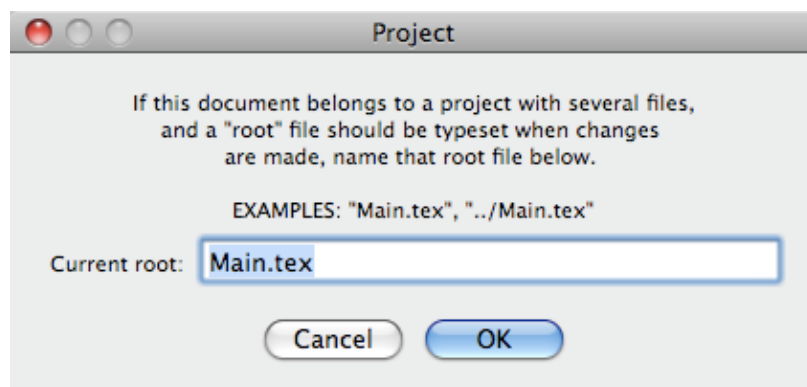 Project
If this document belongs to a project with several files,
and a "root" file should be typeset when changes
are made, name that root file below.
EXAMPLES: "Main.tex", "../Main.tex"
Current root: Main.tex
Cancel OK